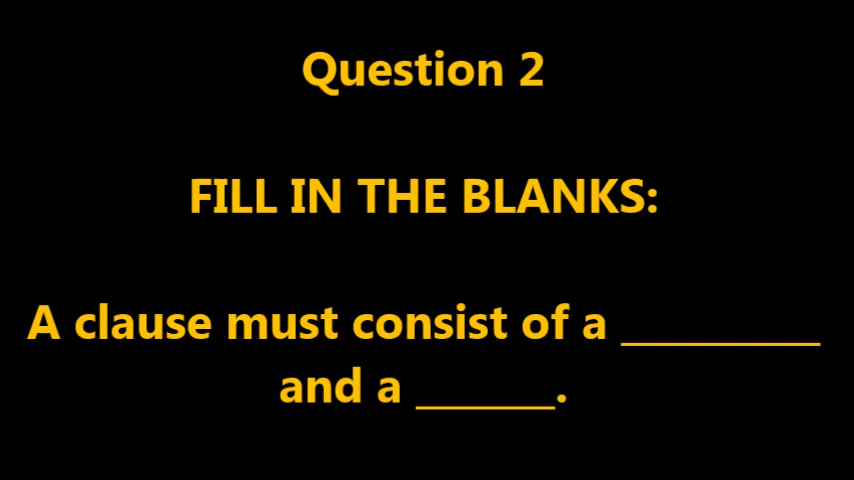 Question 2
FILL IN THE BLANKS:
A clause must consist of a __________
and a _______.